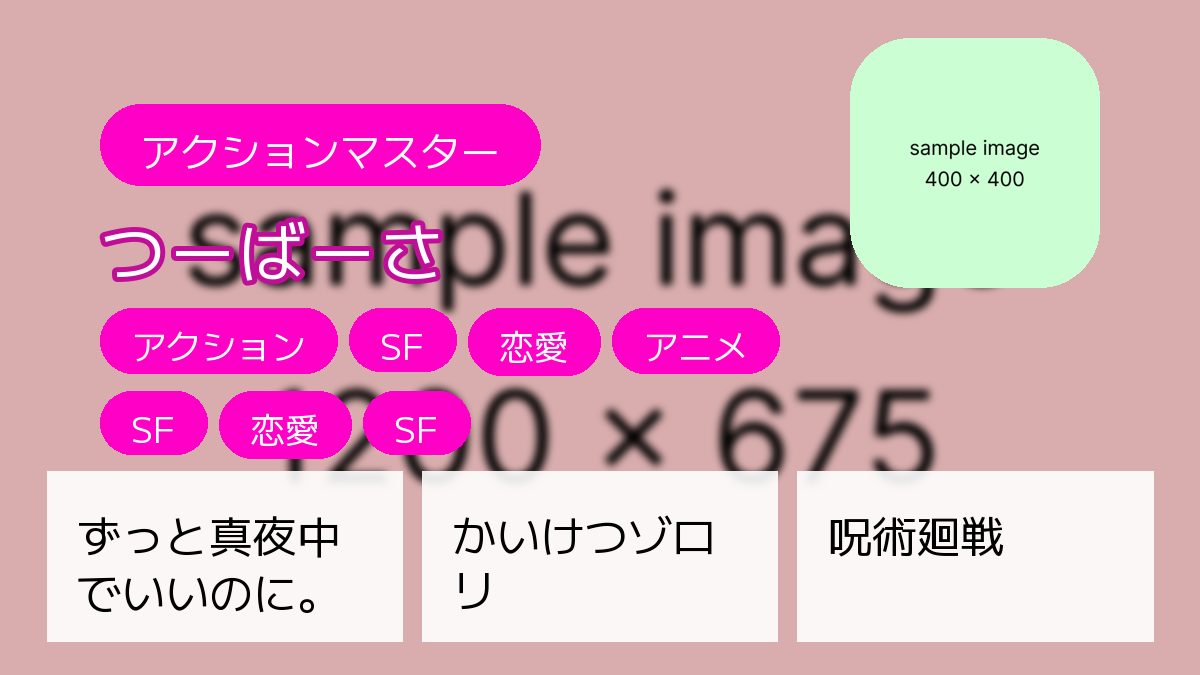 アクションマスター
sample image
400 × 400
つーばーさ
sample image
アクション SF 恋愛 アニメ
1200 × 675
SF 恋愛 SF
ずっと真夜中
でいいのに。
かいけつゾロ
リ
呪術廻戦